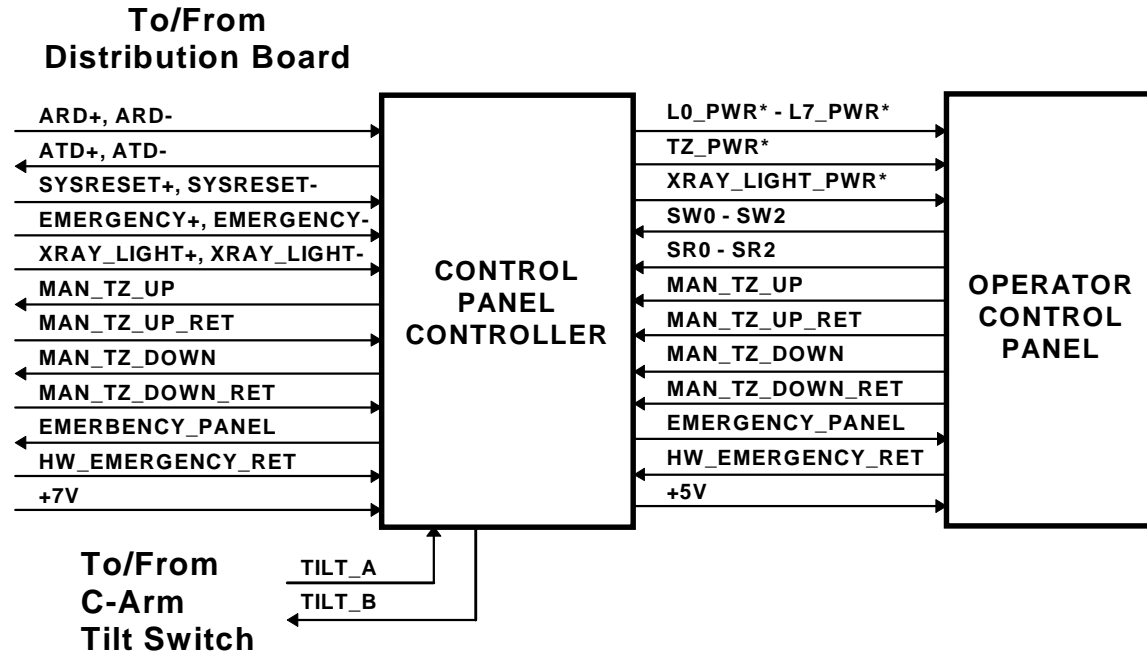 To/From
Distribution Board
ARD+, ARD-
ATD+, ATD-
SYSRESET+, SYSRESET-
EMERGENCY+, EMERGENCY-
XRAY_LIGHT+, XRAY_LIGHT-
MAN_TZ_UP
MAN_TZ_UP_RET
MAN_TZ_DOWN
MAN_TZ_DOWN_RET
EMERBENCY_PANEL
HW_EMERGENCY_RET
+7V
CONTROL
PANEL
CONTROLLER
L0_PWR* - L7_PWR*
TZ_PWR*
XRAY_LIGHT_PWR*
SW0 - SW2
SR0 - SR2
MAN_TZ_UP
MAN_TZ_UP_RET
MAN_TZ_DOWN
MAN_TZ_DOWN_RET
EMERGENCY_PANEL
HW_EMERGENCY_RET
+5V
OPERATOR
CONTROL
PANEL
To/From
C-Arm
Tilt Switch
TILT_A
TILT_B